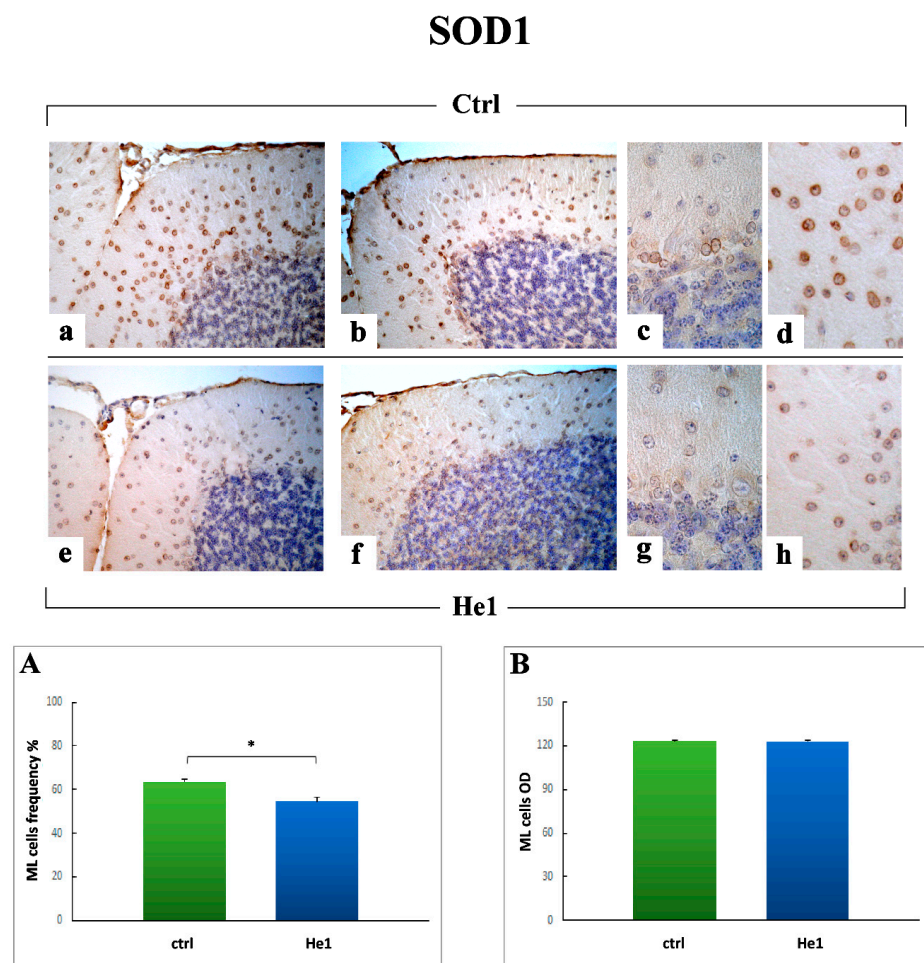 SOD1
Ctrl
a
b
c
d
e
f
g
h
He1
A
ML cells frequency %
100
80
60
40
20
0
*
ctrl
He1
B
ML cells OD
150
120
90
60
30
0
ctrl
He1